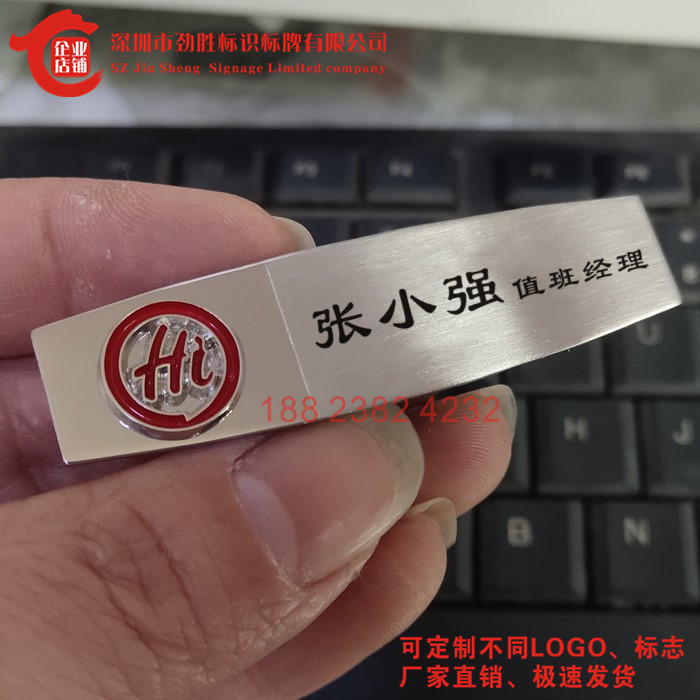 企业
店铺
深圳市劲胜标识标牌有限公司
SZ Jin Sheng Signage Limited company
Hi
张小强 值班经理
188 2382 4232
H
J
B
N
可定制不同LOGO、标志
厂家直销、极速发货